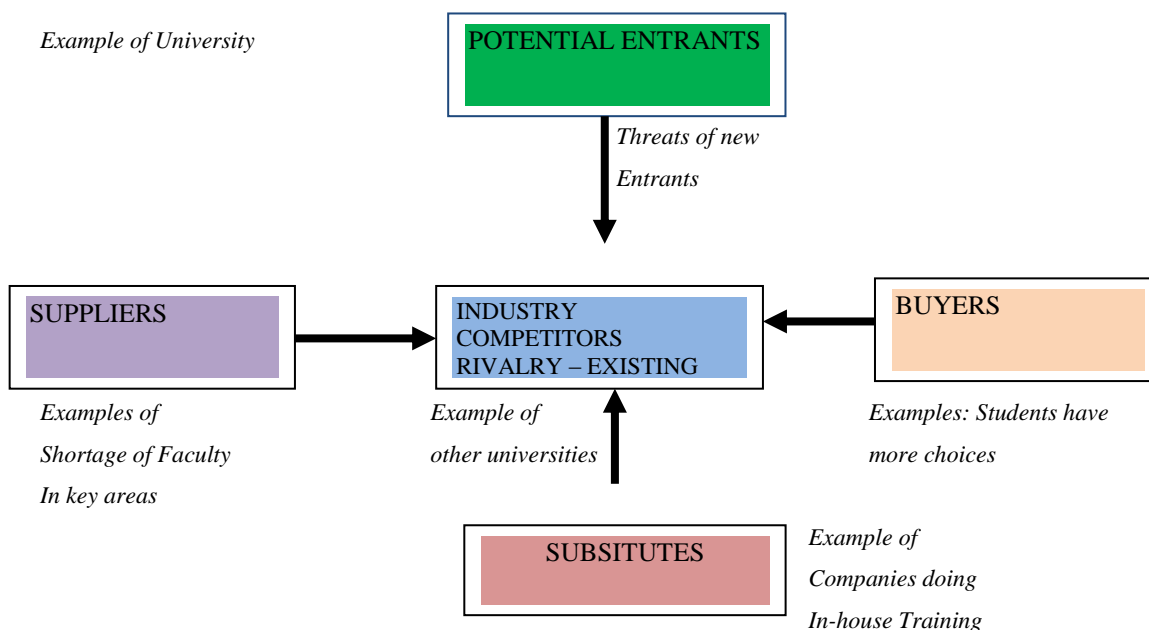 Example of University
POTENTIAL ENTRANTS
Threats of new
Entrants
SUPPLIERS
INDUSTRY
COMPETITORS
RIVALRY – EXISTING
BUYERS
Examples of
Shortage of Faculty
In key areas
Example of
other universities
Examples: Students have
more choices
SUBSITUTES
Example of
Companies doing
In-house Training